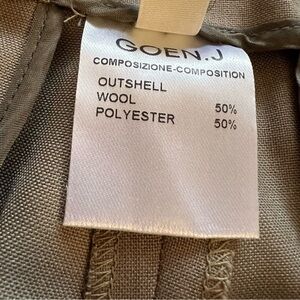 GOEN.J
COMPOSIZIONE-COMPOSITION
OUTSHELL
WOOL 50%
POLYESTER 50%